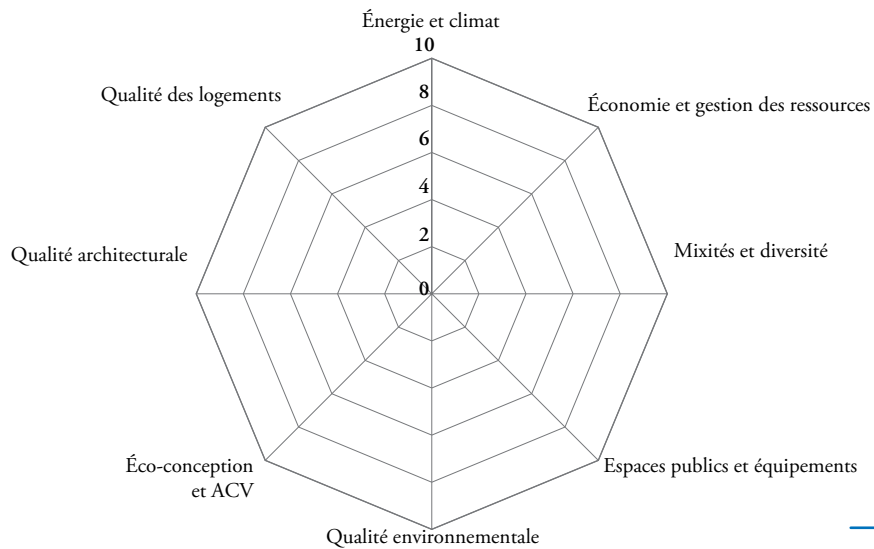 Énergie et climat
10
Qualité des logements
8
Économie et gestion des ressources
6
4
2
Qualité architecturale
Mixités et diversité
0
Éco-conception
et ACV
Espaces publics et équipements
Qualité environnementale